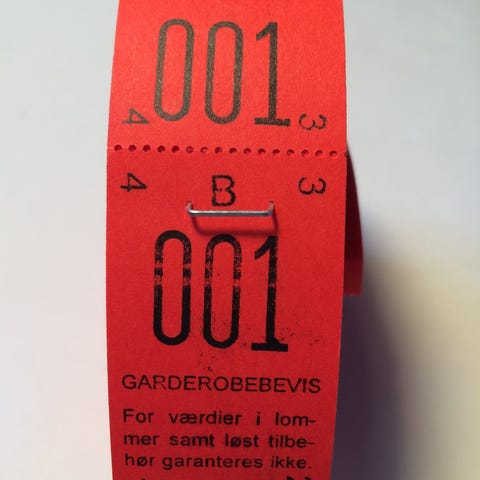 001
4 3
4 B 3
001
GARDEROBEBEVIS
For værdier i lom-
mer samt løst tilbe-
hør garanteres ikke.